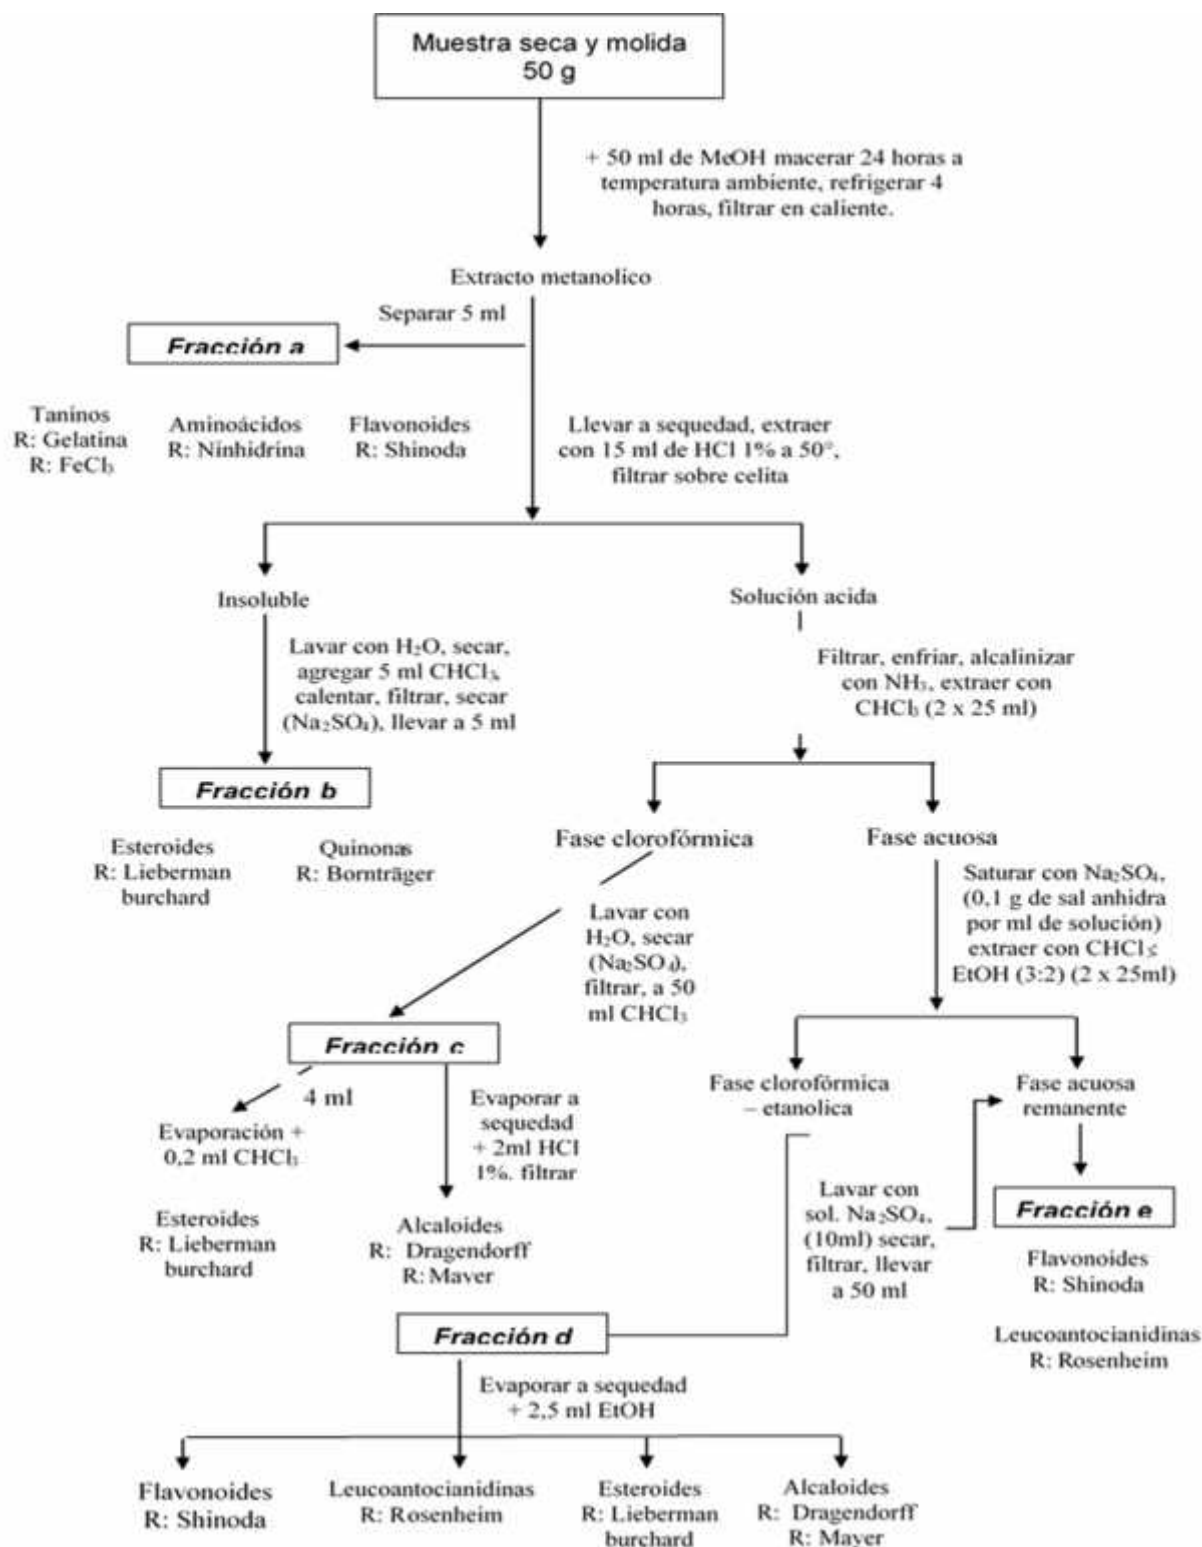 Muestra seca y molida
50 g
+ 50 ml de MeOH macerar 24 horas a
temperatura ambiente, refrigerar 4
horas, filtrar en caliente.
Extracto metanolico
Separar 5 ml
Fracción a
Taninos
R: Gelatina
R: FeCl₃
Aminoácidos
R: Ninhidrina
Flavonoides
R: Shinoda
Llevar a sequedad, extraer
con 15 ml de HCl 1% a 50°,
filtrar sobre celita
Insoluble
Solución acida
Lavar con H₂O, secar,
agregar 5 ml CHCl₃,
calentar, filtrar, secar
(Na₂SO₄), llevar a 5 ml
Filtrar, enfriar, alcalinizar
con NH₃, extraer con
CHCl₃ (2 x 25 ml)
Fracción b
Esteroides
R: Lieberman
burchard
Quinonas
R: Bornträger
Fase clorofórmica
Fase acuosa
Lavar con
H₂O, secar
(Na₂SO₄),
filtrar, a 50
ml CHCl₃
Saturar con Na₂SO₄,
(0,1 g de sal anhidra
por ml de solución)
extraer con CHCl₃:
EtOH (3:2) (2 x 25ml)
Fracción c
4 ml
Evaporación +
0,2 ml CHCl₃
Esteroides
R: Lieberman
burchard
Evaporar a
sequedad
+ 2ml HCl
1%. filtrar
Alcaloides
R: Dragendorff
R: Mayer
Fase clorofórmica
– etanolica
Fase acuosa
remanente
Lavar con
sol. Na₂SO₄,
(10ml) secar,
filtrar, llevar
a 50 ml
Fracción e
Flavonoides
R: Shinoda
Leucoantocianidinas
R: Rosenheim
Fracción d
Evaporar a sequedad
+ 2,5 ml EtOH
Flavonoides
R: Shinoda
Leucoantocianidinas
R: Rosenheim
Esteroides
R: Lieberman
burchard
Alcaloides
R: Dragendorff
R: Mayer